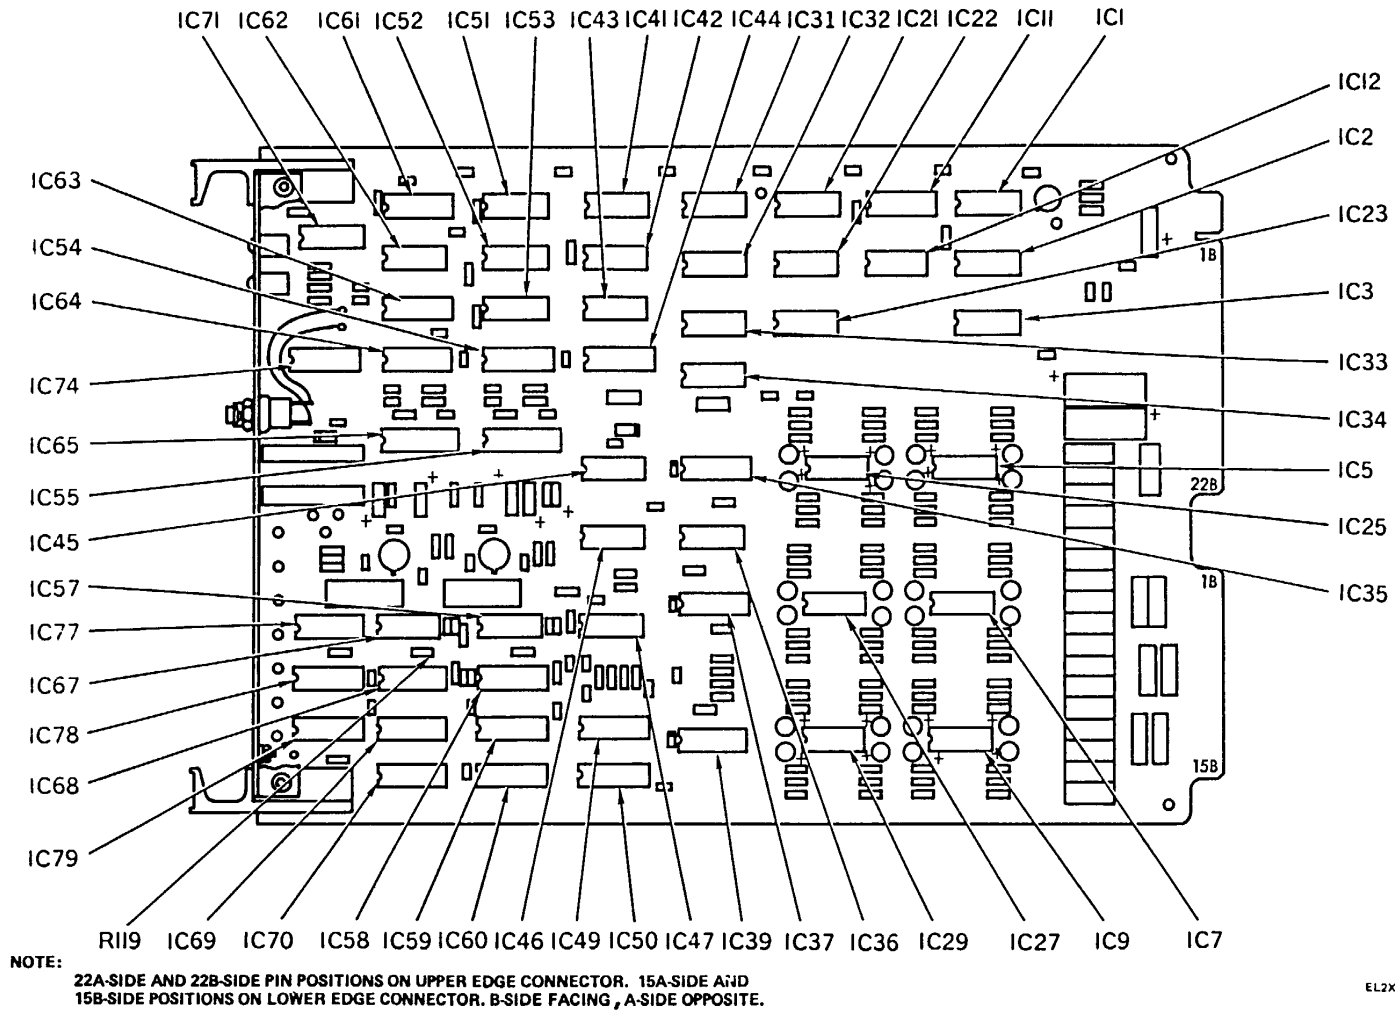 IC71 IC62 IC61 IC52 IC51 IC53 IC43 IC41 IC42 IC44 IC31 IC32 IC21 IC22 IC11 IC1
IC12
IC2
IC63
IC23
+
IC54
1B
IC3
IC64
IC33
IC74
+
+
IC34
IC65
+ + + +
IC5
+ +
IC55
22B
+ + + +
IC25
IC45
+ + +
IC57
1B
IC35
IC77
IC67
IC78
+ + + +
IC68
15B
+ +
IC79
R119 IC69 IC70 IC58 IC59 IC60 IC46 IC49 IC50 IC47 IC39 IC37 IC36 IC29 IC27 IC9 IC7
NOTE:
22A-SIDE AND 22B-SIDE PIN POSITIONS ON UPPER EDGE CONNECTOR. 15A-SIDE AND
15B-SIDE POSITIONS ON LOWER EDGE CONNECTOR. B-SIDE FACING, A-SIDE OPPOSITE.
EL2X